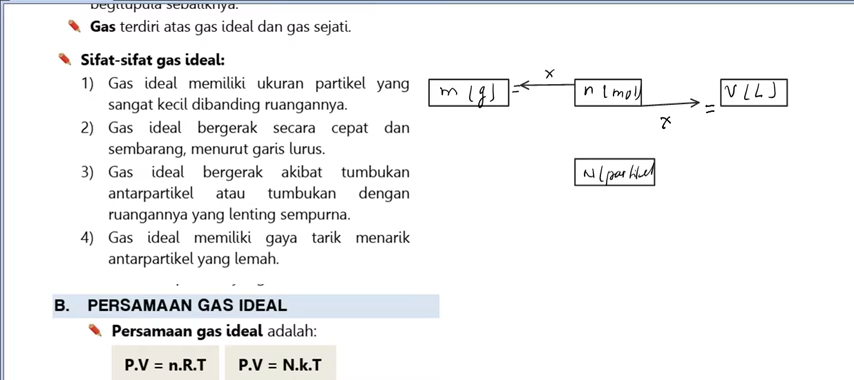 Gas terdiri atas gas ideal dan gas sejati.
Sifat-sifat gas ideal:
1) Gas ideal memiliki ukuran partikel yang
sangat kecil dibanding ruangannya.
2) Gas ideal bergerak secara cepat dan
sembarang, menurut garis lurus.
3) Gas ideal bergerak akibat tumbukan
antarpartikel atau tumbukan dengan
ruangannya yang lenting sempurna.
4) Gas ideal memiliki gaya tarik menarik
antarpartikel yang lemah.
m (g) = x n (mol) x = V (L)
N (partikel
B. PERSAMAAN GAS IDEAL
Persamaan gas ideal adalah:
P.V = n.R.T P.V = N.k.T